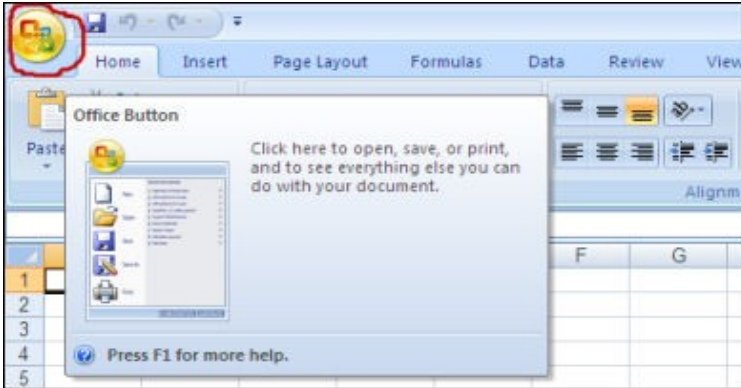 Home Insert Page Layout Formulas Data Review View
Office Button
Paste
Click here to open, save, or print,
and to see everything else you can
do with your document.
Alignm
F G
1
2
3
4
5
Press F1 for more help.